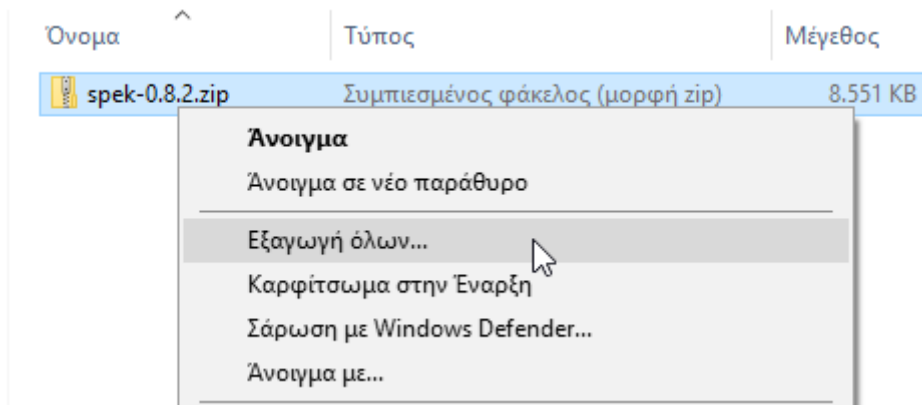 Όνομα Τύπος Μέγεθος
spek-0.8.2.zip Συμπιεσμένος φάκελος (μορφή zip) 8.551 KB
Άνοιγμα
Άνοιγμα σε νέο παράθυρο
Εξαγωγή όλων...
Καρφίτσωμα στην Έναρξη
Σάρωση με Windows Defender...
Άνοιγμα με...